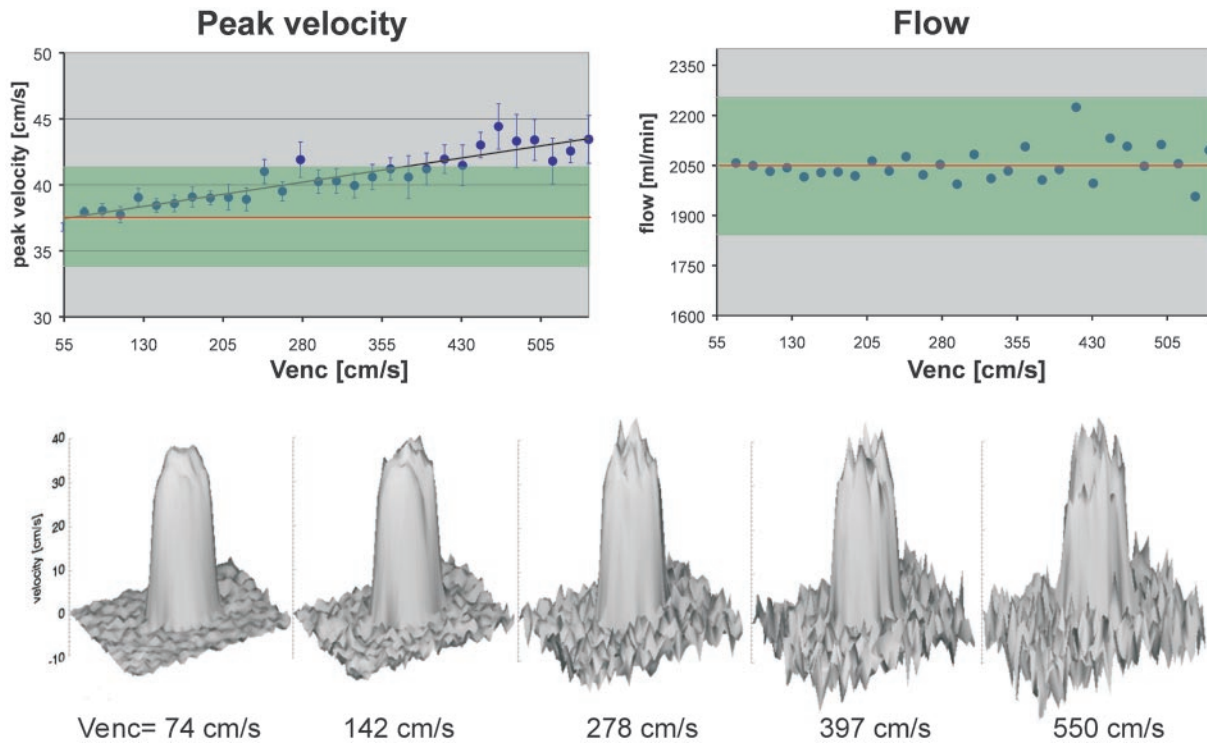 Peak velocity
peak velocity [cm/s]
50
45
40
35
30
55 130 205 280 355 430 505
Venc [cm/s]
Flow
flow [ml/min]
2350
2200
2050
1900
1750
1600
55 130 205 280 355 430 505
Venc [cm/s]
velocity [cm/s]
40
30
20
10
0
-10
Venc= 74 cm/s 142 cm/s 278 cm/s 397 cm/s 550 cm/s